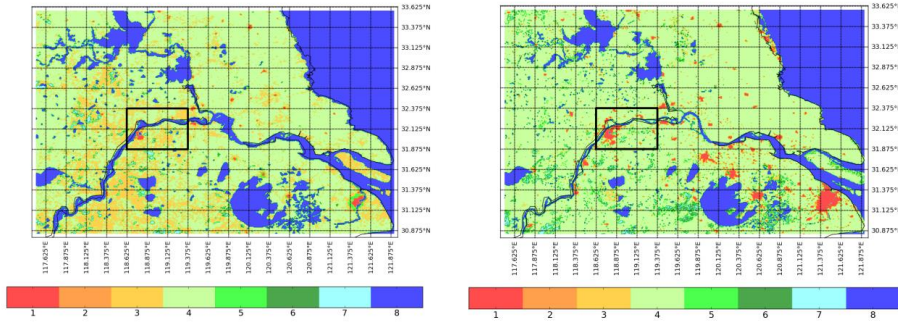 33.625°N
33.375°N
33.125°N
32.875°N
32.625°N
32.375°N
32.125°N
31.875°N
31.625°N
31.375°N
31.125°N
30.875°N
117.625°E
117.875°E
118.125°E
118.375°E
118.625°E
118.875°E
119.125°E
119.375°E
119.625°E
119.875°E
120.125°E
120.375°E
120.625°E
120.875°E
121.125°E
121.375°E
121.625°E
121.875°E
1 2 3 4 5 6 7 8
33.625°N
33.375°N
33.125°N
32.875°N
32.625°N
32.375°N
32.125°N
31.875°N
31.625°N
31.375°N
31.125°N
30.875°N
117.625°E
117.875°E
118.125°E
118.375°E
118.625°E
118.875°E
119.125°E
119.375°E
119.625°E
119.875°E
120.125°E
120.375°E
120.625°E
120.875°E
121.125°E
121.375°E
121.625°E
121.875°E
1 2 3 4 5 6 7 8